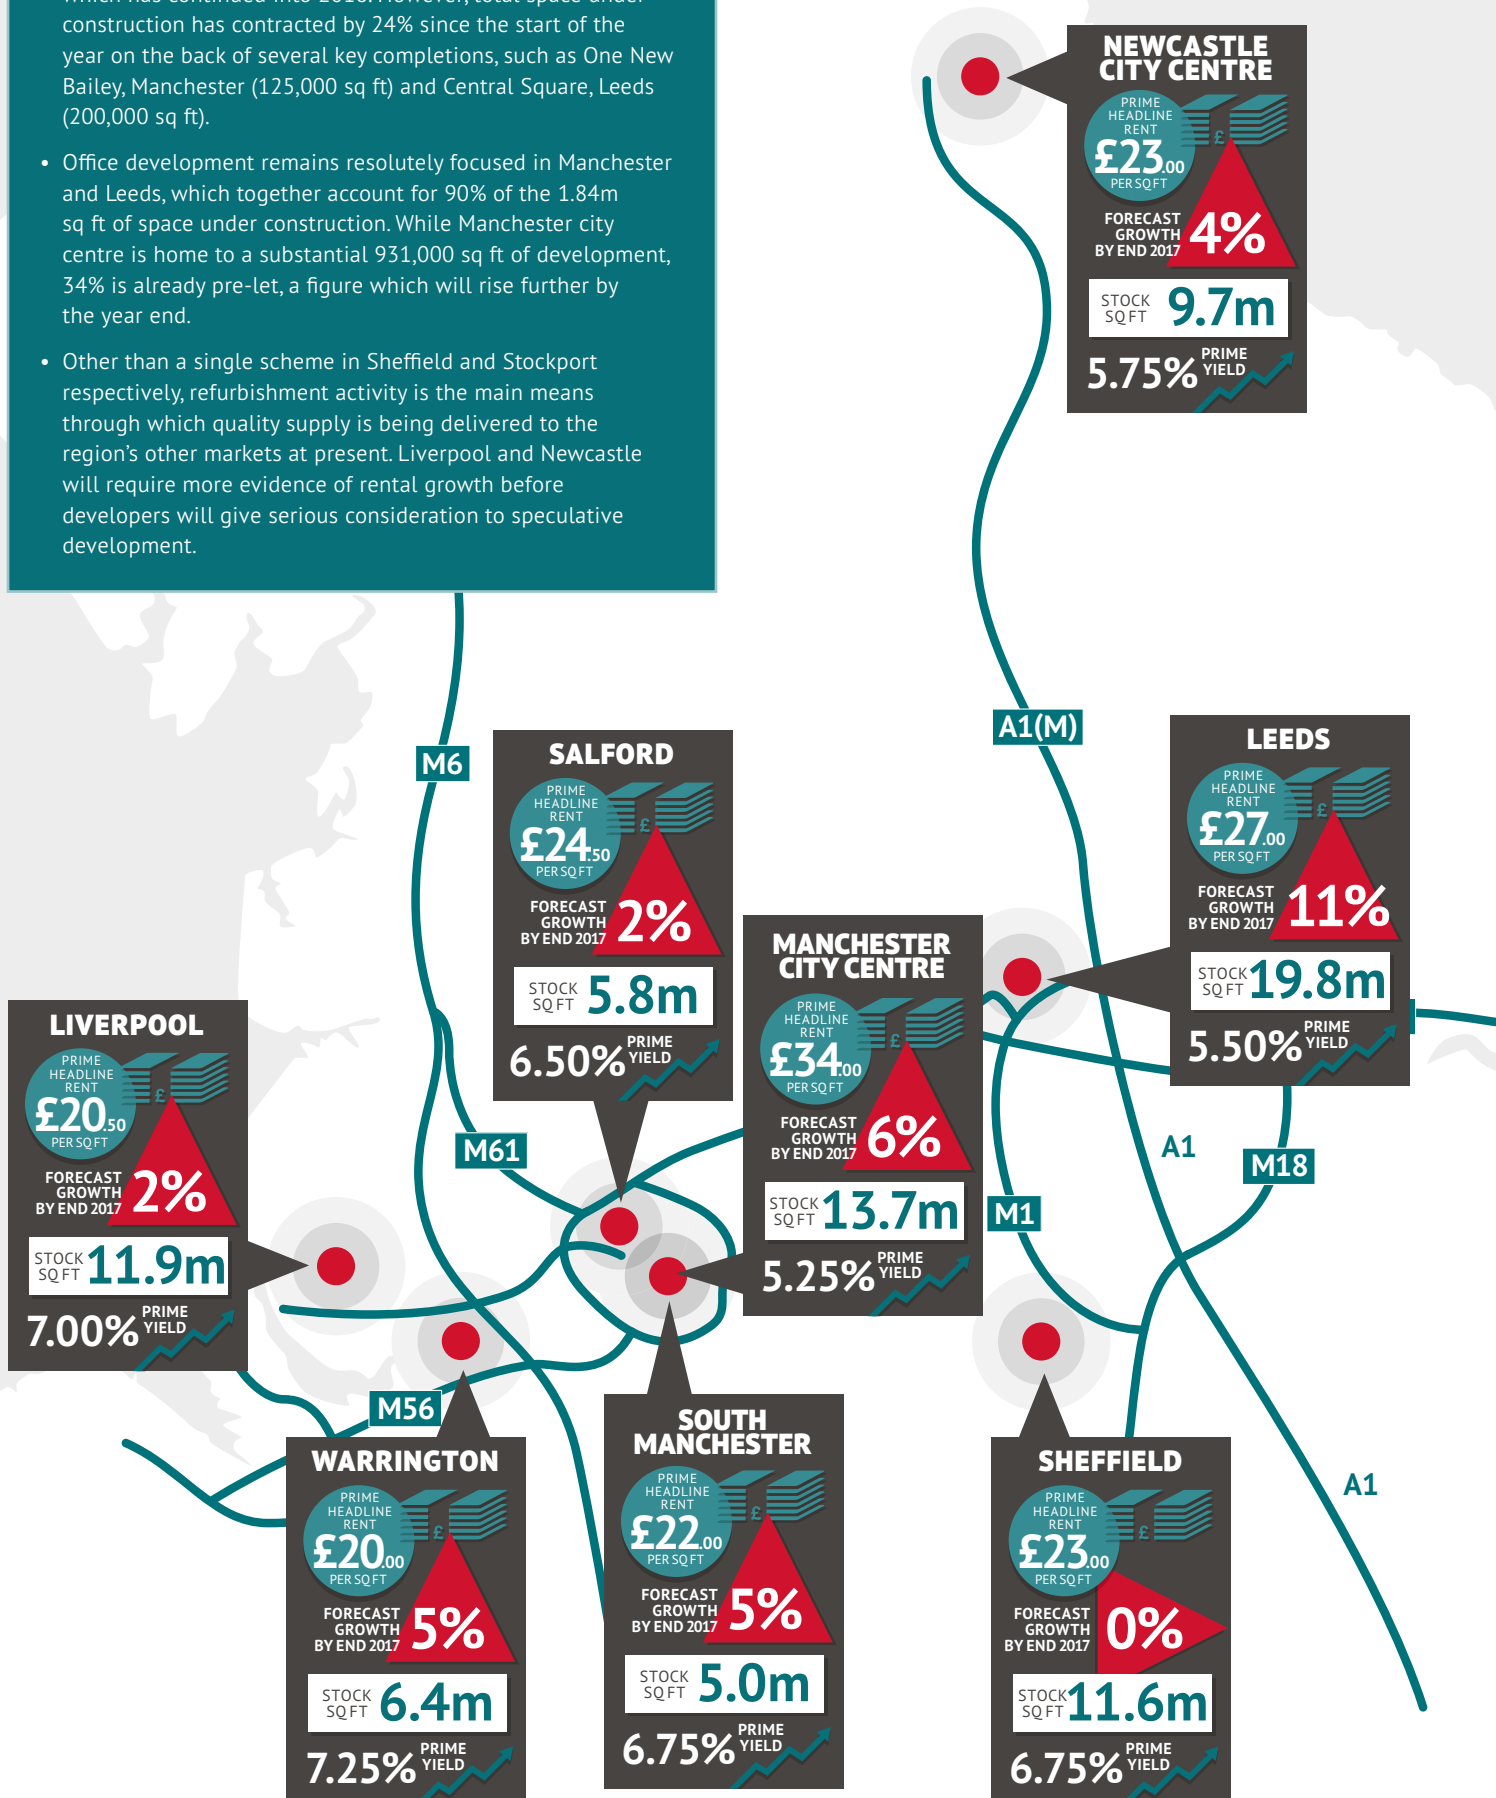 which has continued into 2016. However, total space under
construction has contracted by 24% since the start of the
year on the back of several key completions, such as One New
Bailey, Manchester (125,000 sq ft) and Central Square, Leeds
(200,000 sq ft).
• Office development remains resolutely focused in Manchester
and Leeds, which together account for 90% of the 1.84m
sq ft of space under construction. While Manchester city
centre is home to a substantial 931,000 sq ft of development,
34% is already pre-let, a figure which will rise further by
the year end.
• Other than a single scheme in Sheffield and Stockport
respectively, refurbishment activity is the main means
through which quality supply is being delivered to the
region's other markets at present. Liverpool and Newcastle
will require more evidence of rental growth before
developers will give serious consideration to speculative
development.
NEWCASTLE
CITY CENTRE
PRIME
HEADLINE
RENT
£
£23.00
PER SQ FT
FORECAST
GROWTH
BY END 2017
4%
STOCK
SQ FT
9.7m
5.75%
PRIME
YIELD
A1(M)
M6
SALFORD
PRIME
HEADLINE
RENT
£
£24.50
PER SQ FT
FORECAST
GROWTH
BY END 2017
2%
STOCK
SQ FT
5.8m
6.50%
PRIME
YIELD
LEEDS
PRIME
HEADLINE
RENT
£
£27.00
PER SQ FT
FORECAST
GROWTH
BY END 2017
11%
STOCK
SQ FT
19.8m
5.50%
PRIME
YIELD
MANCHESTER
CITY CENTRE
PRIME
HEADLINE
RENT
£
£34.00
PER SQ FT
FORECAST
GROWTH
BY END 2017
6%
STOCK
SQ FT
13.7m
5.25%
PRIME
YIELD
LIVERPOOL
PRIME
HEADLINE
RENT
£
£20.50
PER SQ FT
FORECAST
GROWTH
BY END 2017
2%
STOCK
SQ FT
11.9m
7.00%
PRIME
YIELD
M61
A1
M18
M1
M56
WARRINGTON
PRIME
HEADLINE
RENT
£
£20.00
PER SQ FT
FORECAST
GROWTH
BY END 2017
5%
STOCK
SQ FT
6.4m
7.25%
PRIME
YIELD
SOUTH
MANCHESTER
PRIME
HEADLINE
RENT
£
£22.00
PER SQ FT
FORECAST
GROWTH
BY END 2017
5%
STOCK
SQ FT
5.0m
6.75%
PRIME
YIELD
SHEFFIELD
PRIME
HEADLINE
RENT
£
£23.00
PER SQ FT
FORECAST
GROWTH
BY END 2017
0%
STOCK
SQ FT
11.6m
6.75%
PRIME
YIELD
A1